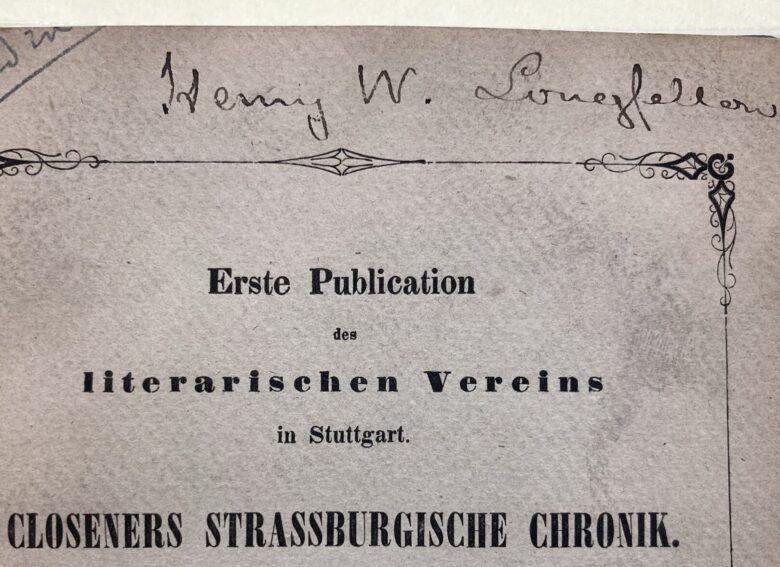 Henry W. Longfellow
Erste Publication
des
literarischen Vereins
in Stuttgart.
CLOSENERS STRASSBURGISCHE CHRONIK.